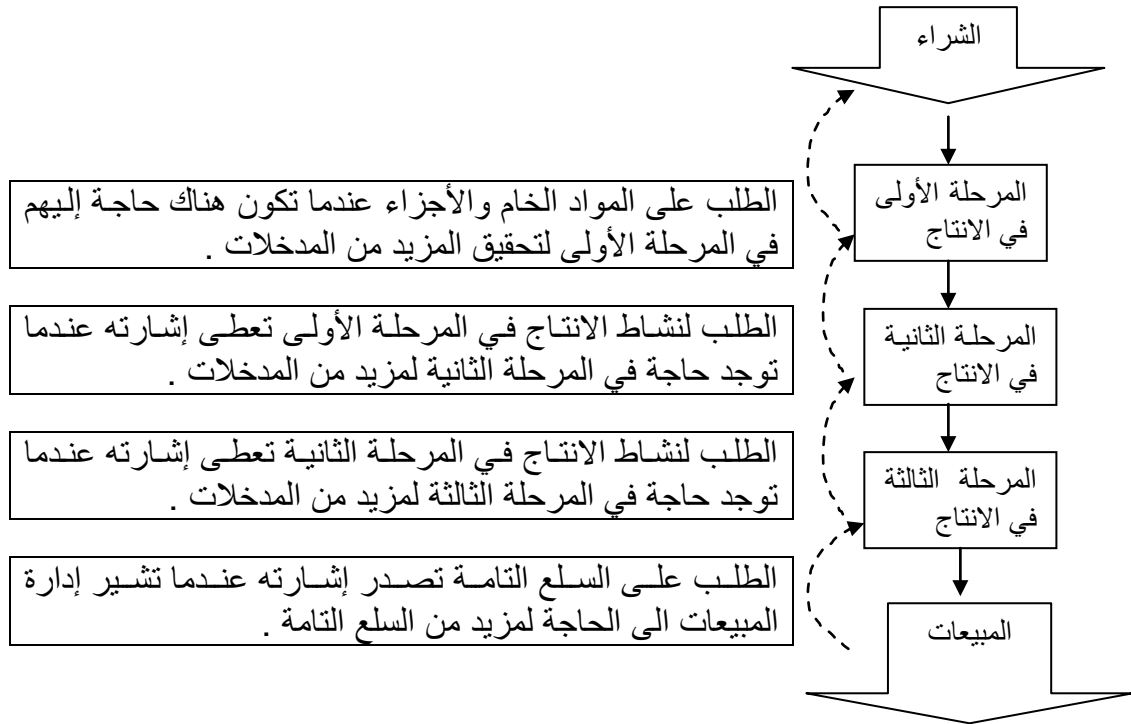 الشراء
المرحلة الأولى
في الانتاج
الطلب على المواد الخام والأجزاء عندما تكون هناك حاجة إليهم
في المرحلة الأولى لتحقيق المزيد من المدخلات .
المرحلة الثانية
في الانتاج
الطلب لنشاط الانتاج في المرحلة الأولى تعطى إشارته عندما
توجد حاجة في المرحلة الثانية لمزيد من المدخلات .
المرحلة الثالثة
في الانتاج
الطلب لنشاط الانتاج في المرحلة الثانية تعطى إشارته عندما
توجد حاجة في المرحلة الثالثة لمزيد من المدخلات .
الطلب على السلع التامة تصدر إشارته عندما تشير إدارة
المبيعات الى الحاجة لمزيد من السلع التامة .
المبيعات